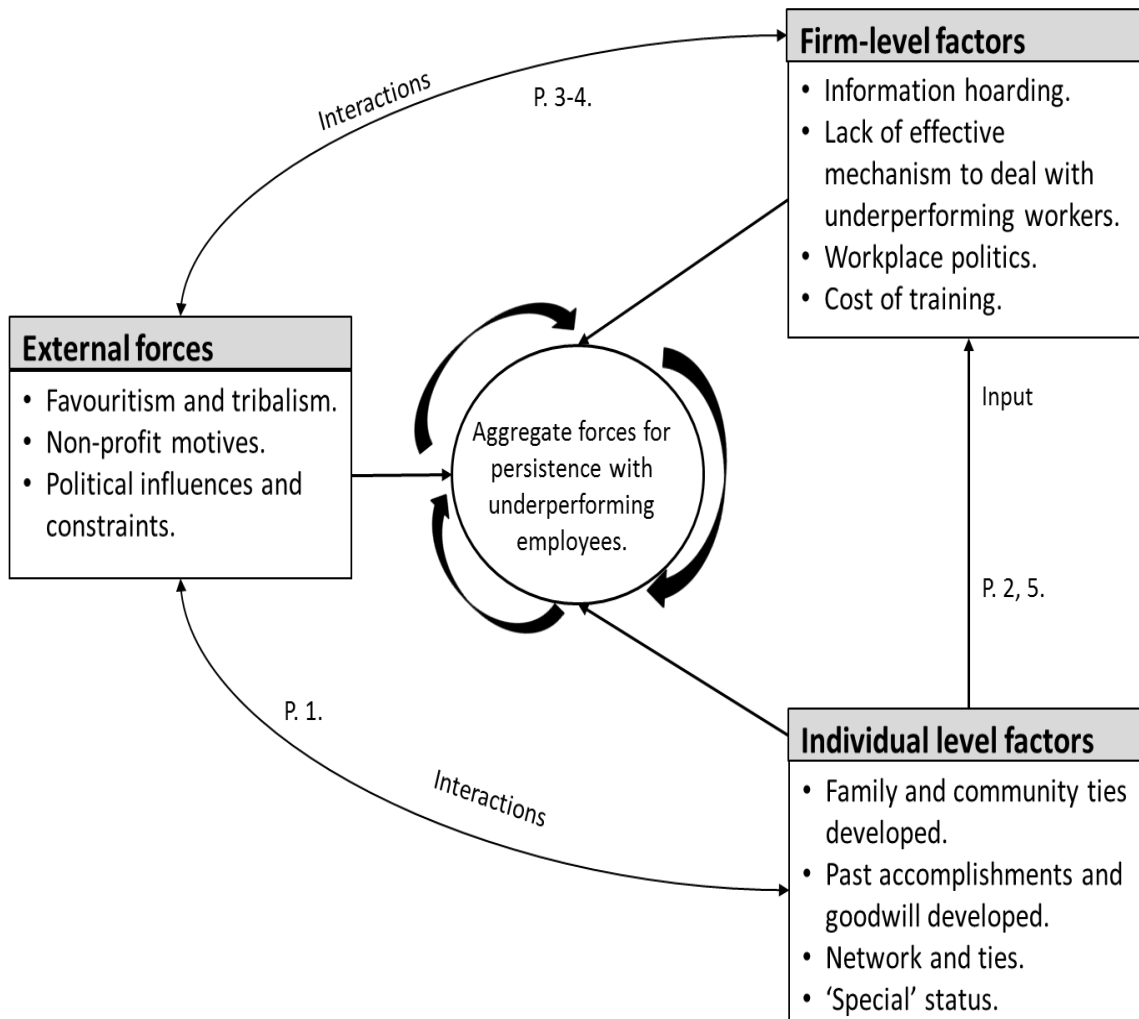 Firm-level factors
• Information hoarding.
• Lack of effective
mechanism to deal with
underperforming workers.
• Workplace politics.
• Cost of training.
Interactions
P. 3-4.
External forces
• Favouritism and tribalism.
• Non-profit motives.
• Political influences and
constraints.
Aggregate forces for
persistence with
underperforming
employees.
Input
P. 2, 5.
P. 1.
Interactions
Individual level factors
• Family and community ties
developed.
• Past accomplishments and
goodwill developed.
• Network and ties.
• ‘Special’ status.